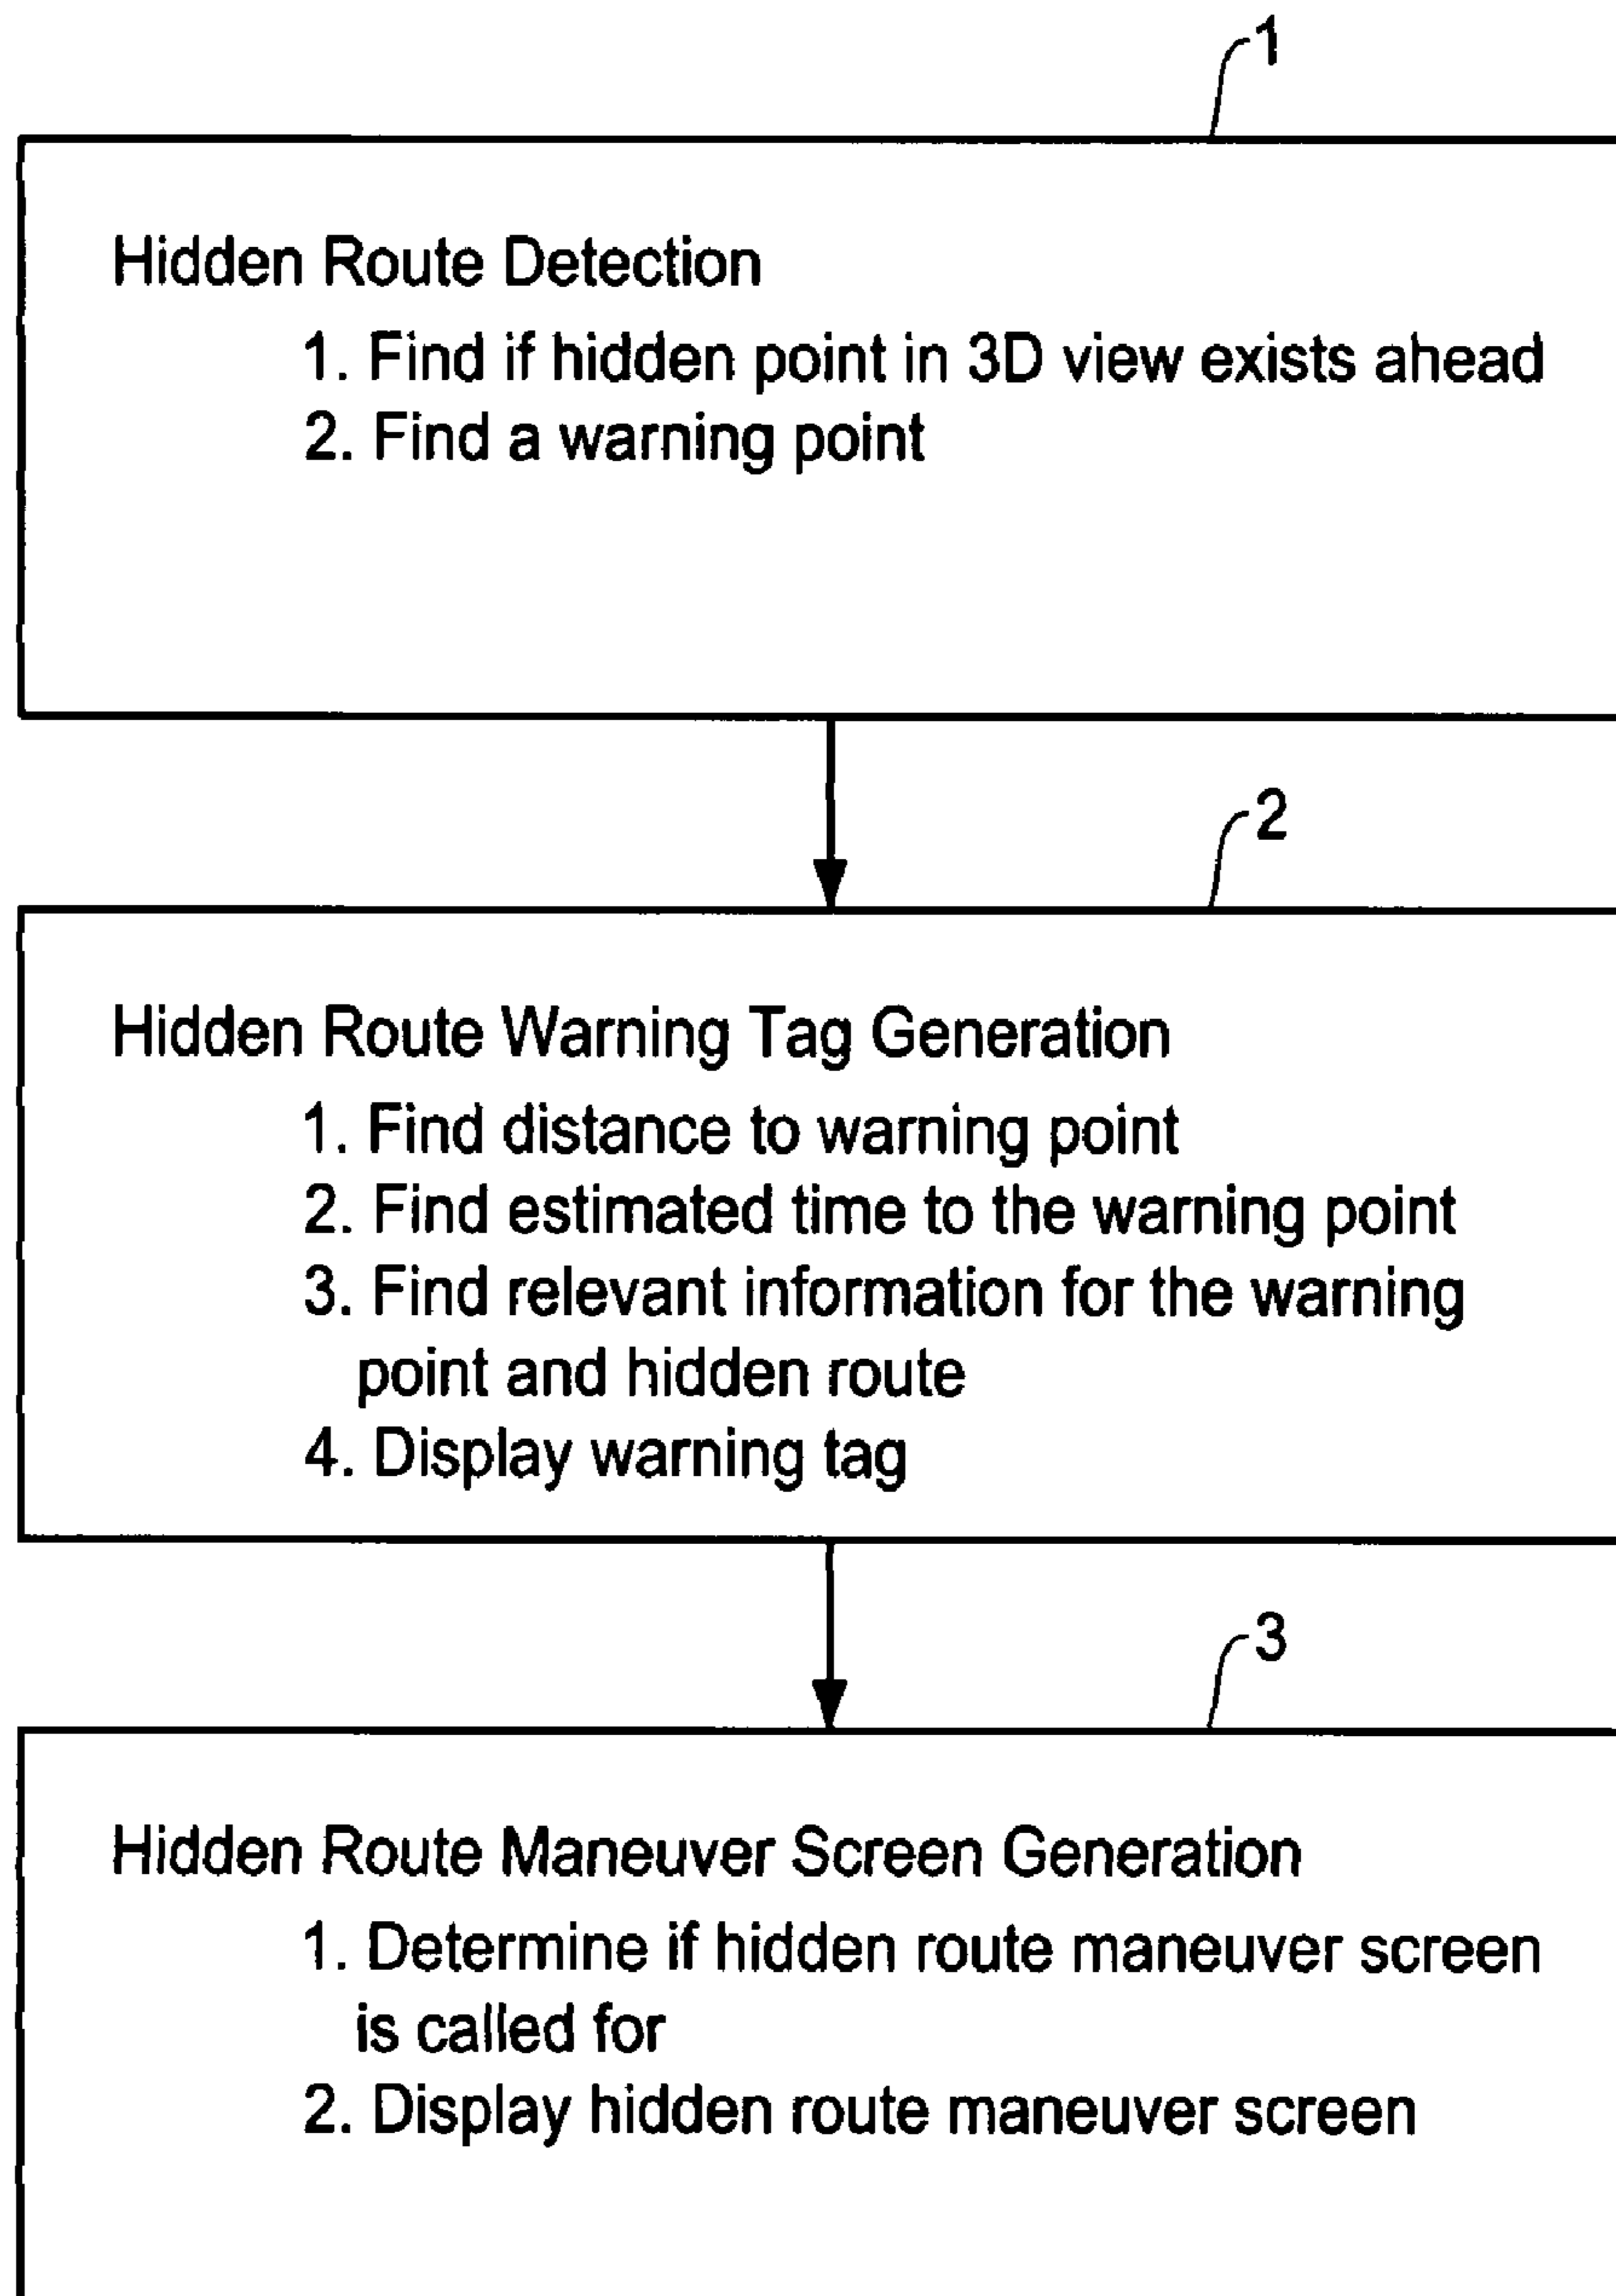 1
Hidden Route Detection
1. Find if hidden point in 3D view exists ahead
2. Find a warning point
2
Hidden Route Warning Tag Generation
1. Find distance to warning point
2. Find estimated time to the warning point
3. Find relevant information for the warning
point and hidden route
4. Display warning tag
3
Hidden Route Maneuver Screen Generation
1. Determine if hidden route maneuver screen
is called for
2. Display hidden route maneuver screen